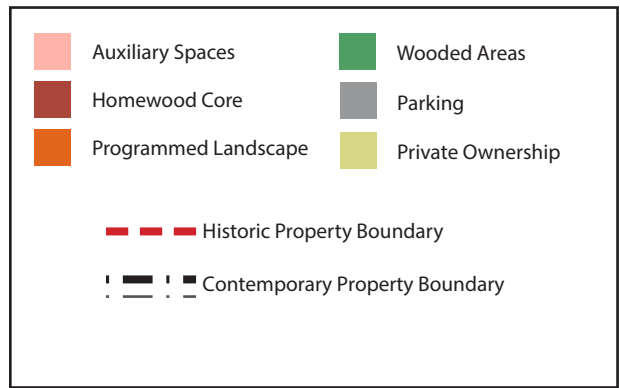 Auxiliary Spaces
Homewood Core
Programmed Landscape
Wooded Areas
Parking
Private Ownership
Historic Property Boundary
Contemporary Property Boundary